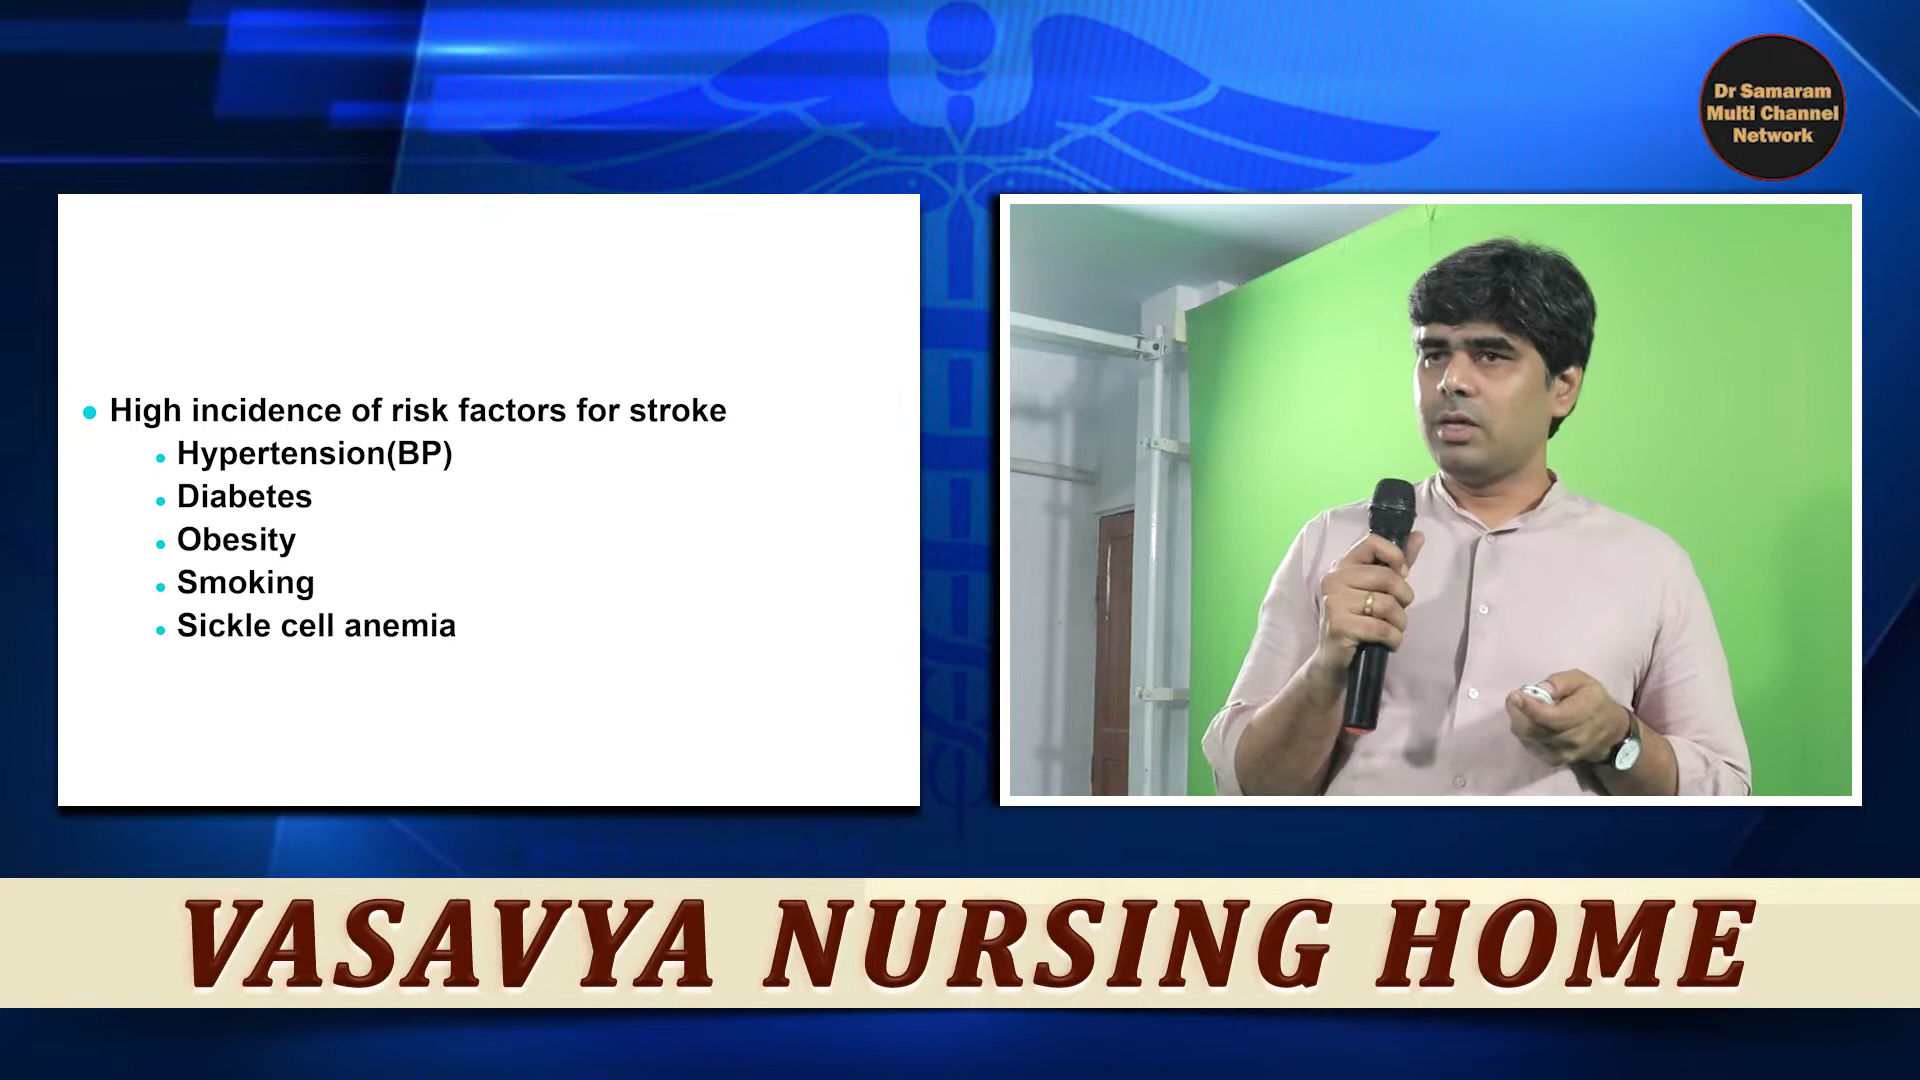 Dr Samaram
Multi Channel
Network
High incidence of risk factors for stroke
Hypertension(BP)
Diabetes
Obesity
Smoking
Sickle cell anemia
VASAVYA NURSING HOME